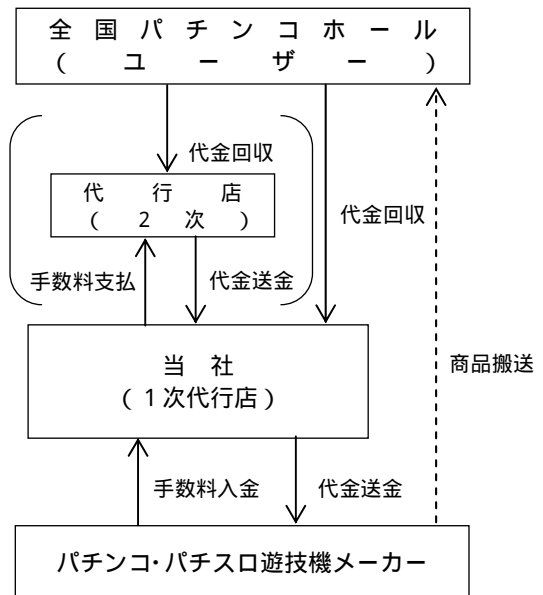 全国パチンコホール
(ユーザー)
代金回収
代行店
(2次)
代金回収
手数料支払
代金送金
当社
(1次代行店)
商品搬送
手数料入金
代金送金
パチンコ・パチスロ遊技機メーカー